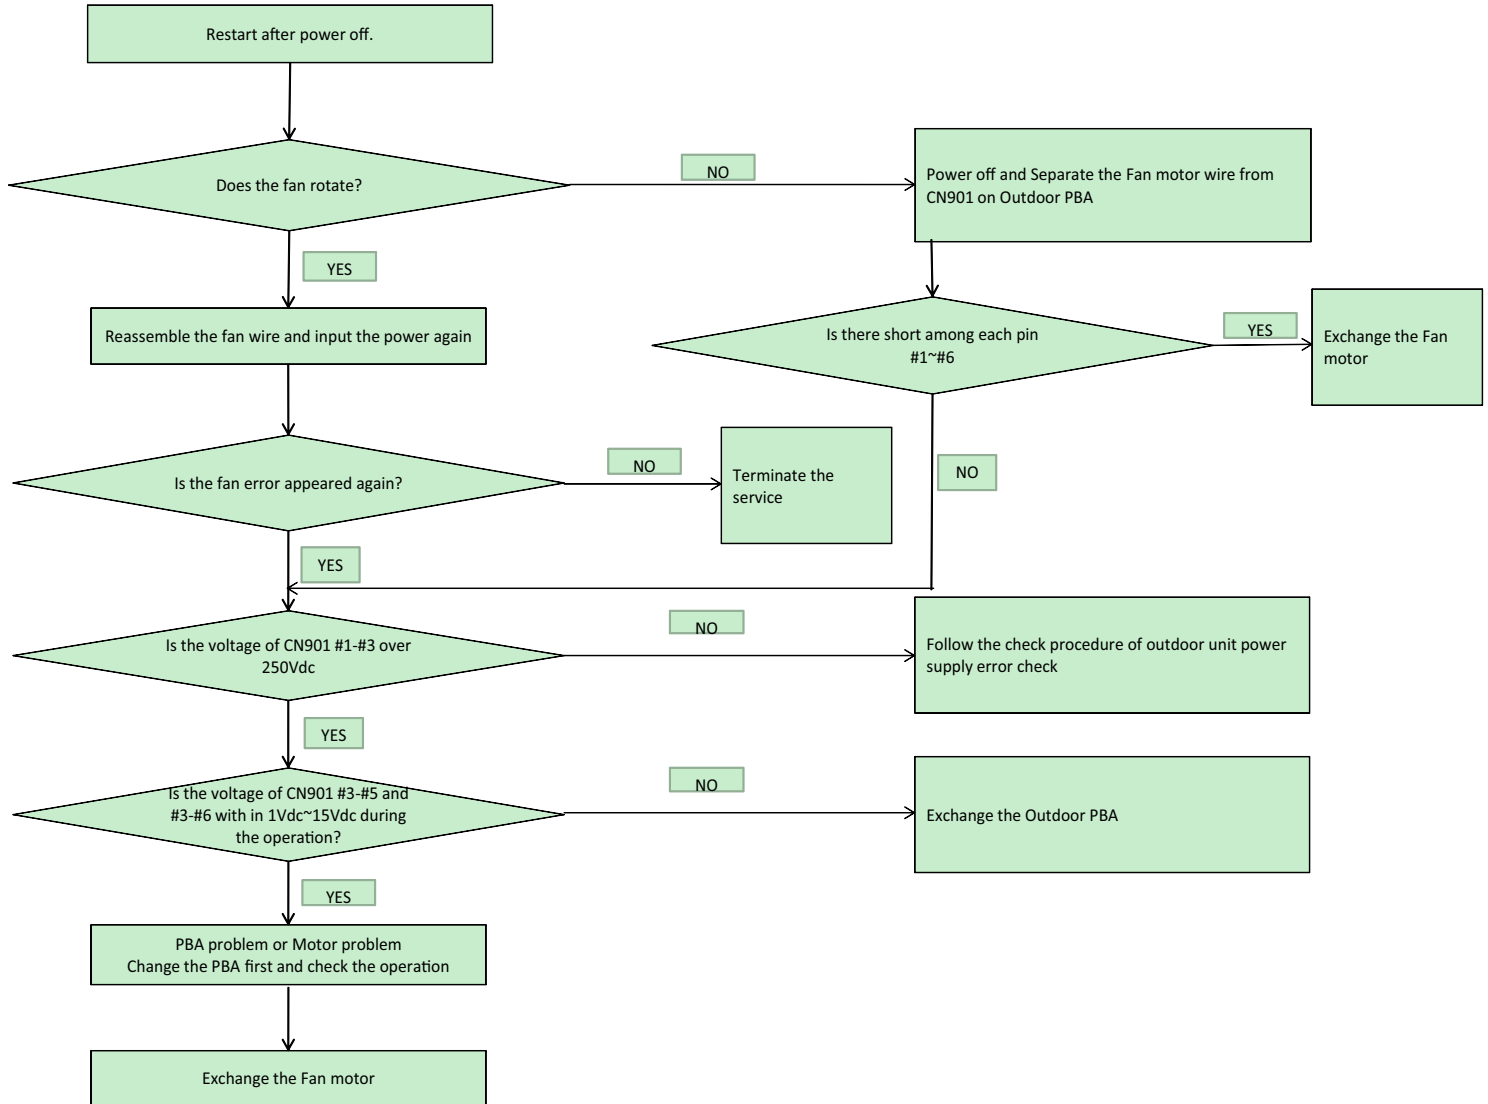 Restart after power off.
Does the fan rotate?
NO
Power off and Separate the Fan motor wire from
CN901 on Outdoor PBA
YES
Reassemble the fan wire and input the power again
Is there short among each pin
#1~#6
YES
Exchange the Fan
motor
Is the fan error appeared again?
NO
Terminate the
service
NO
YES
Is the voltage of CN901 #1-#3 over
250Vdc
NO
Follow the check procedure of outdoor unit power
supply error check
YES
Is the voltage of CN901 #3-#5 and
#3-#6 with in 1Vdc~15Vdc during
the operation?
NO
Exchange the Outdoor PBA
YES
PBA problem or Motor problem
Change the PBA first and check the operation
Exchange the Fan motor